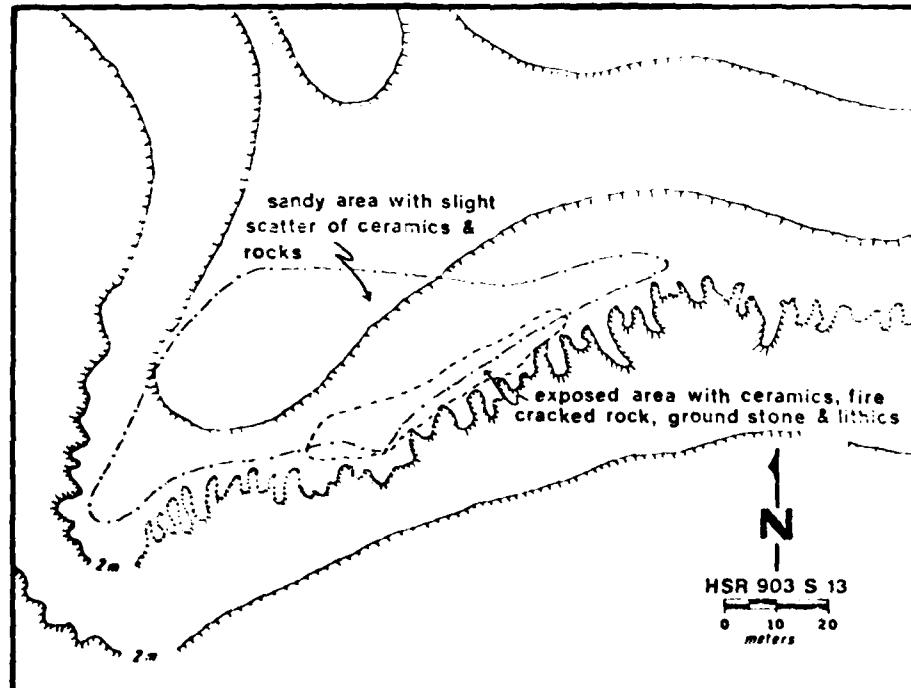 sandy area with slight
scatter of ceramics &
rocks
exposed area with ceramics, fire
cracked rock, ground stone & lithics
2m
2m
N
HSR 903 S 13
0 10 20
meters